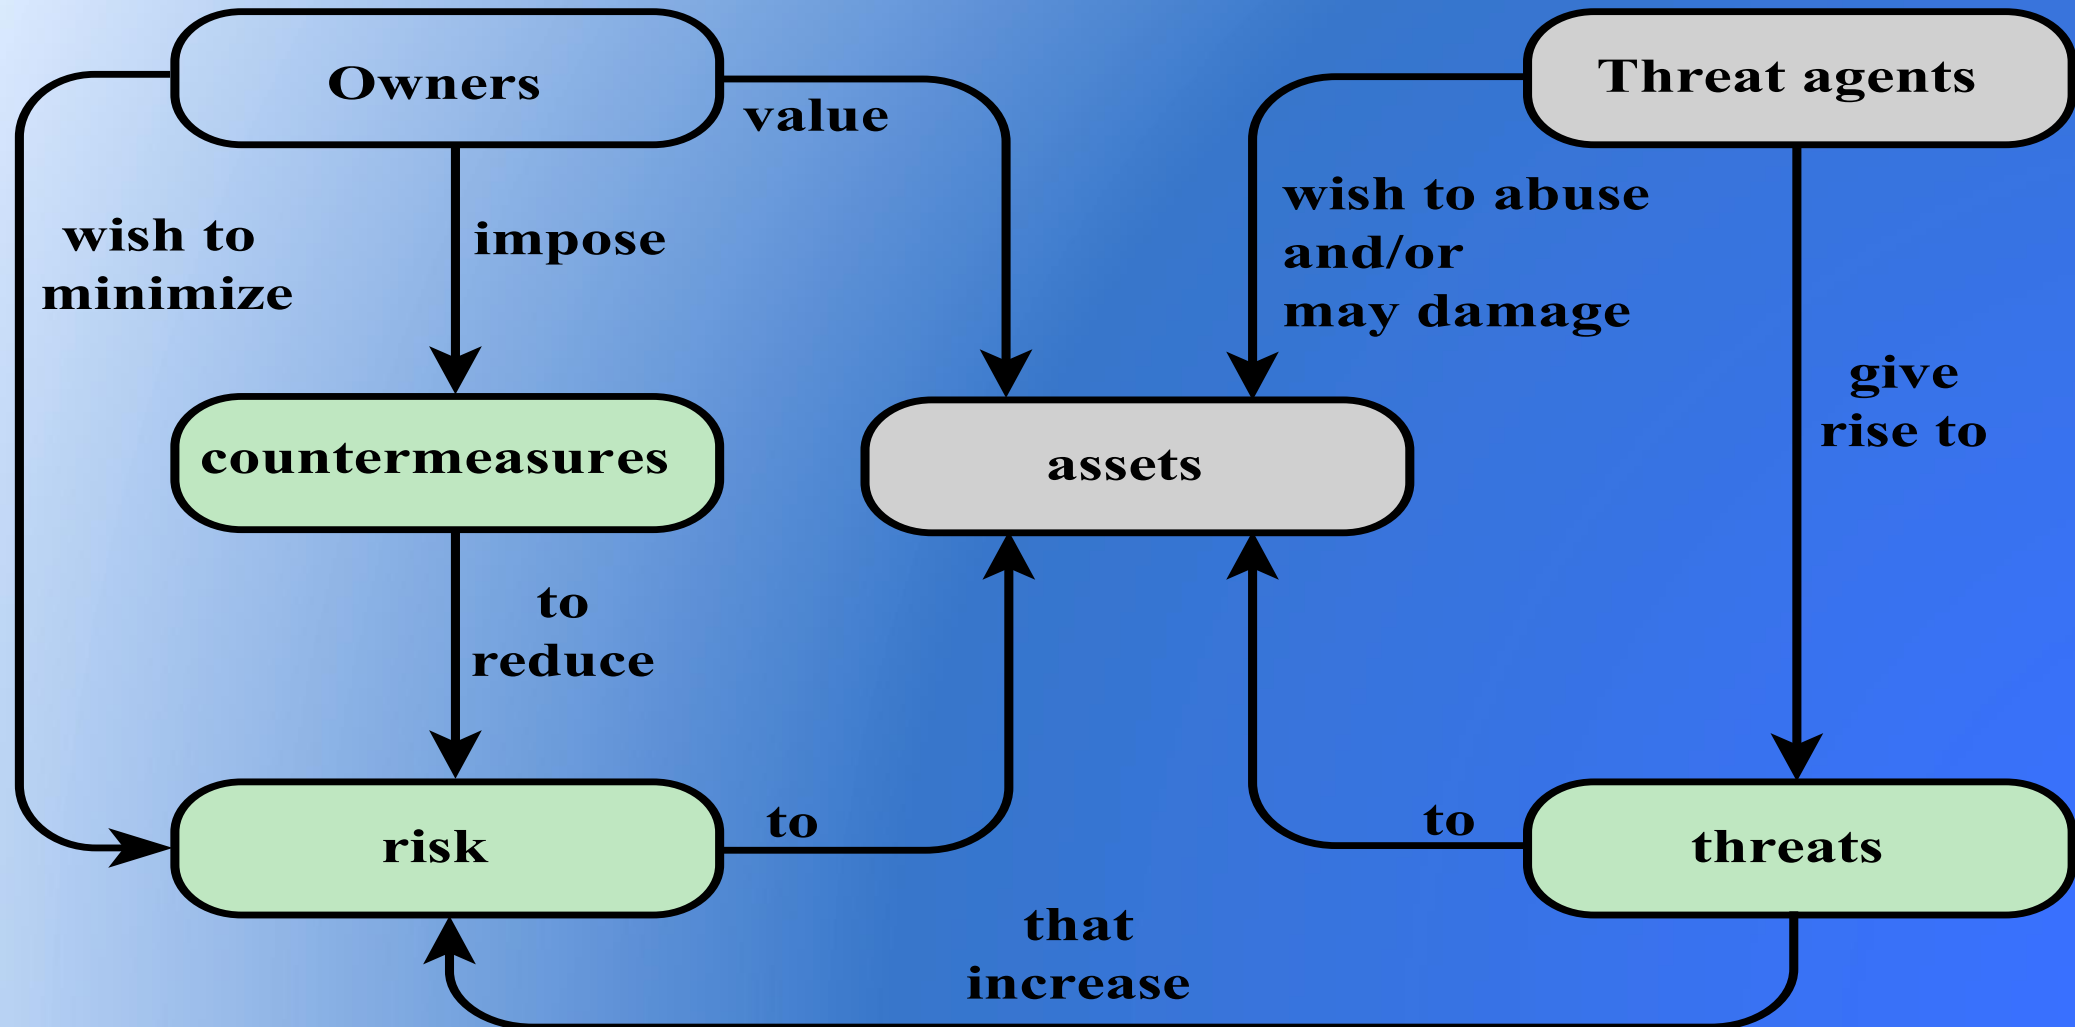 Owners
Threat agents
value
wish to
minimize
impose
wish to abuse
and/or
may damage
give
rise to
countermeasures
assets
to
reduce
risk
to
to
threats
that
increase